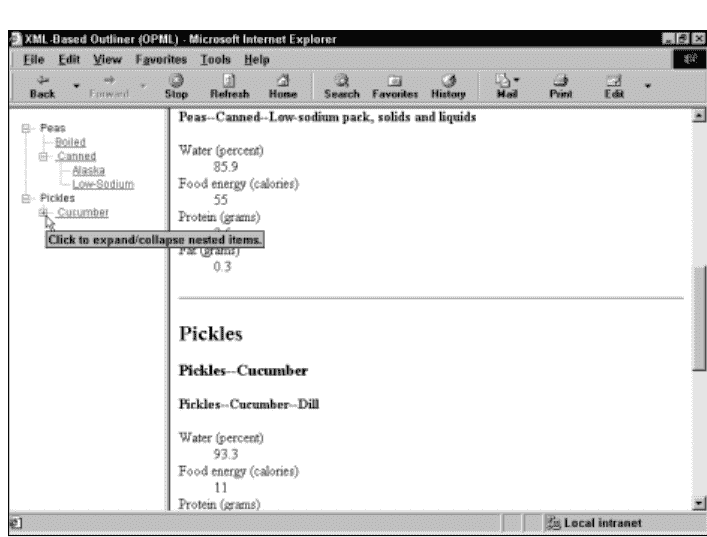 XML-Based Outliner (OPML) - Microsoft Internet Explorer
File Edit View Favorites Tools Help
Back Forward Stop Refresh Home Search Favorites History Mail Print Edit
Peas
Boiled
Canned
Alaska
Low-Sodium
Pickles
Cucumber
Click to expand/collapse nested items.
Peas--Canned--Low-sodium pack, solids and liquids
Water (percent)
85.9
Food energy (calories)
55
Protein (grams)
Fat (grams)
0.3
Pickles
Pickles--Cucumber
Pickles--Cucumber--Dill
Water (percent)
93.3
Food energy (calories)
11
Protein (grams)
Local intranet